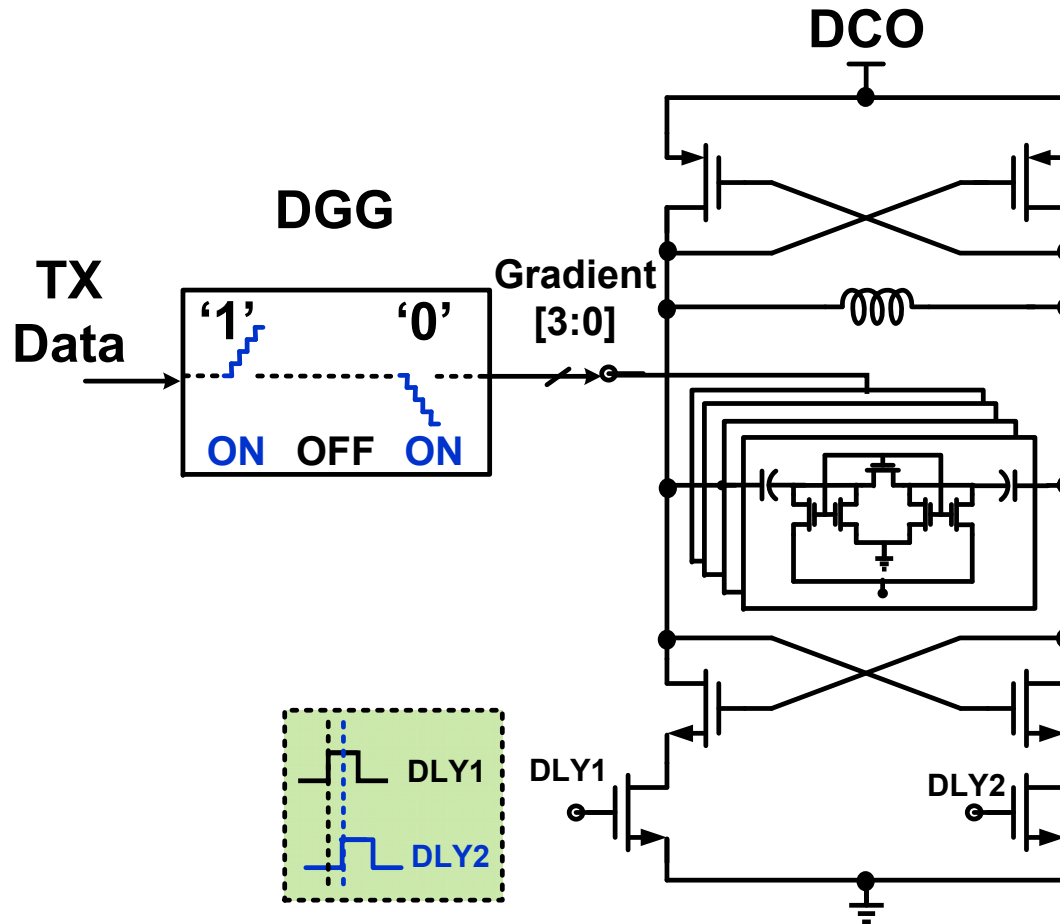 DCO
DGG
TX
Data
Gradient
[3:0]
‘1’
‘0’
ON
OFF
ON
DLY1
DLY2
DLY1
DLY2